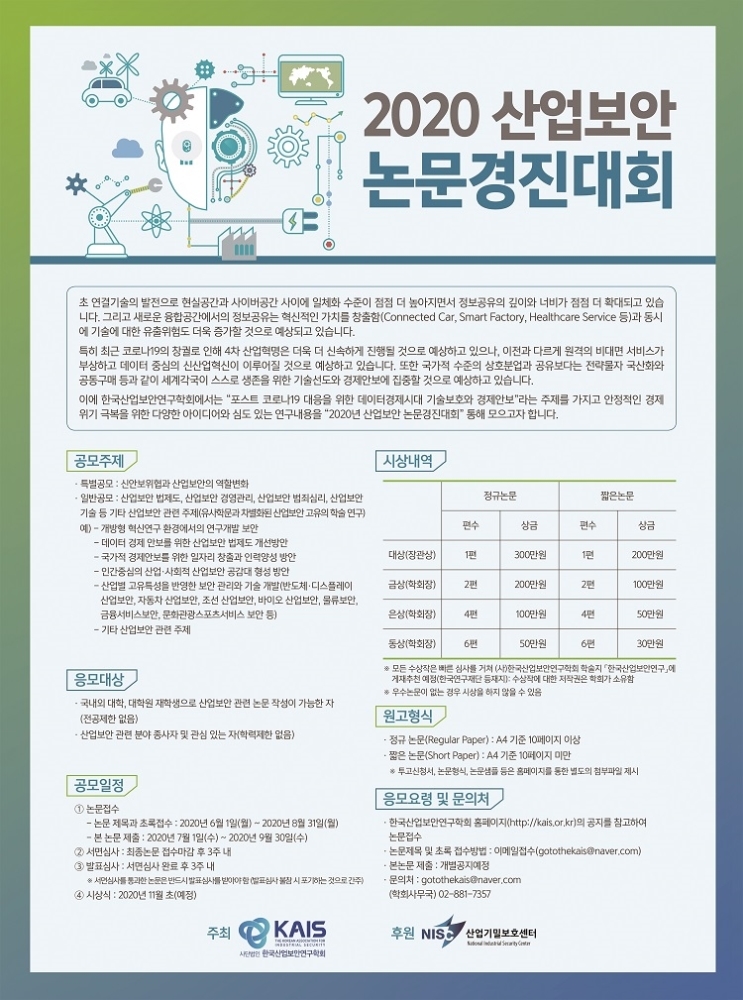 2020 산업보안
논문경진대회
초 연결기술의 발전으로 현실공간과 사이버공간 사이에 일체화 수준이 점점 더 높아지면서 정보공유의 깊이와 너비가 점점 더 확대되고 있습
니다. 그리고 새로운 융합공간에서의 정보공유는 혁신적인 가치를 창출함(Connected Car, Smart Factory, Healthcare Service 등)과 동시
에 기술에 대한 유출위험도 더욱 증가할 것으로 예상되고 있습니다.
특히 최근 코로나19의 창궐로 인해 4차 산업혁명은 더욱 더 신속하게 진행될 것으로 예상하고 있으나, 이전과 다르게 원격의 비대면 서비스가
부상하고 데이터 중심의 신산업혁신이 이루어질 것으로 예상하고 있습니다. 또한 국가적 수준의 상호분업과 공유보다는 전략물자 국산화와
공동구매 등과 같이 세계각국이 스스로 생존을 위한 기술선도와 경제안보에 집중할 것으로 예상하고 있습니다.
이에 한국산업보안연구학회에서는 "포스트 코로나19 대응을 위한 데이터경제시대 기술보호와 경제안보"라는 주제를 가지고 안정적인 경제
위기 극복을 위한 다양한 아이디어와 심도 있는 연구내용을 "2020년 산업보안 논문경진대회" 통해 모으고자 합니다.
공모주제
· 특별공모 : 신안보위협과 산업보안의 역할변화
· 일반공모 : 산업보안 법제도, 산업보안 경영관리, 산업보안 범죄심리, 산업보안
기술 등 기타 산업보안 관련 주제(유사학문과 차별화된 산업보안 고유의 학술 연구)
예) – 개방형 혁신연구 환경에서의 연구개발 보안
– 데이터 경제 안보를 위한 산업보안 법제도 개선방안
– 국가적 경제안보를 위한 일자리 창출과 인력양성 방안
– 인간중심의 산업·사회적 산업보안 공감대 형성 방안
– 산업별 고유특성을 반영한 보안 관리와 기술 개발(반도체·디스플레이
산업보안, 자동차 산업보안, 조선 산업보안, 바이오 산업보안, 물류보안,
금융서비스보안, 문화관광스포츠서비스 보안 등)
– 기타 산업보안 관련 주제
응모대상
· 국내외 대학, 대학원 재학생으로 산업보안 관련 논문 작성이 가능한 자
(전공제한 없음)
· 산업보안 관련 분야 종사자 및 관심 있는 자(학력제한 없음)
공모일정
① 논문접수
– 논문 제목과 초록접수 : 2020년 6월 1일(월) ~ 2020년 8월 31일(월)
– 본 논문 제출 : 2020년 7월 1일(수) ~ 2020년 9월 30일(수)
② 서면심사 : 최종논문 접수마감 후 3주 내
③ 발표심사 : 서면심사 완료 후 3주 내
※ 서면심사를 통과한 논문은 반드시 발표심사를 받아야 함 (발표심사 불참 시 포기하는 것으로 간주)
④ 시상식 : 2020년 11월 초(예정)
시상내역
정규논문 짧은논문
편수 상금 편수 상금
대상(장관상) 1편 300만원 1편 200만원
금상(학회장) 2편 200만원 2편 100만원
은상(학회장) 4편 100만원 4편 50만원
동상(학회장) 6편 50만원 6편 30만원
※ 모든 수상작은 빠른 심사를 거쳐 (사)한국산업보안연구학회 학술지 「한국산업보안연구」에
게재추천 예정(한국연구재단 등재지): 수상작에 대한 저작권은 학회가 소유함
※ 우수논문이 없는 경우 시상을 하지 않을 수 있음
원고형식
· 정규 논문(Regular Paper) : A4 기준 10페이지 이상
· 짧은 논문(Short Paper) : A4 기준 10페이지 미만
※ 투고신청서, 논문형식, 논문샘플 등은 홈페이지를 통한 별도의 첨부파일 제시
응모요령 및 문의처
· 한국산업보안연구학회 홈페이지(http://kais.or.kr)의 공지를 참고하여
논문접수
· 논문제목 및 초록 접수방법 : 이메일접수(gotothekais@naver.com)
· 본논문 제출 : 개별공지예정
· 문의처 : gotothekais@naver.com
(학회사무국) 02-881-7357
주최 KAIS
THE KOREAN ASSOCIATION FOR
INDUSTRIAL SECURITY
사단법인 한국산업보안연구학회
후원 NISC 산업기밀보호센터
National Industrial Security Center